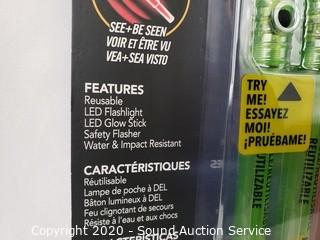 SEE+BE SEEN
VOIR ET ÊTRE VU
VEA+SEA VISTO
FEATURES
Reusable
LED Flashlight
LED Glow Stick
Safety Flasher
Water & Impact Resistant
CARACTÉRISTIQUES
Réutilisable
Lampe de poche à DEL
Bâton lumineux à DEL
Feu clignotant de secours
Résiste à l'eau et aux chocs
TRY
ME!
ESSAYEZ
MOI!
¡PRUÉBAME!
Copyright 2020 - Sound Auction Service